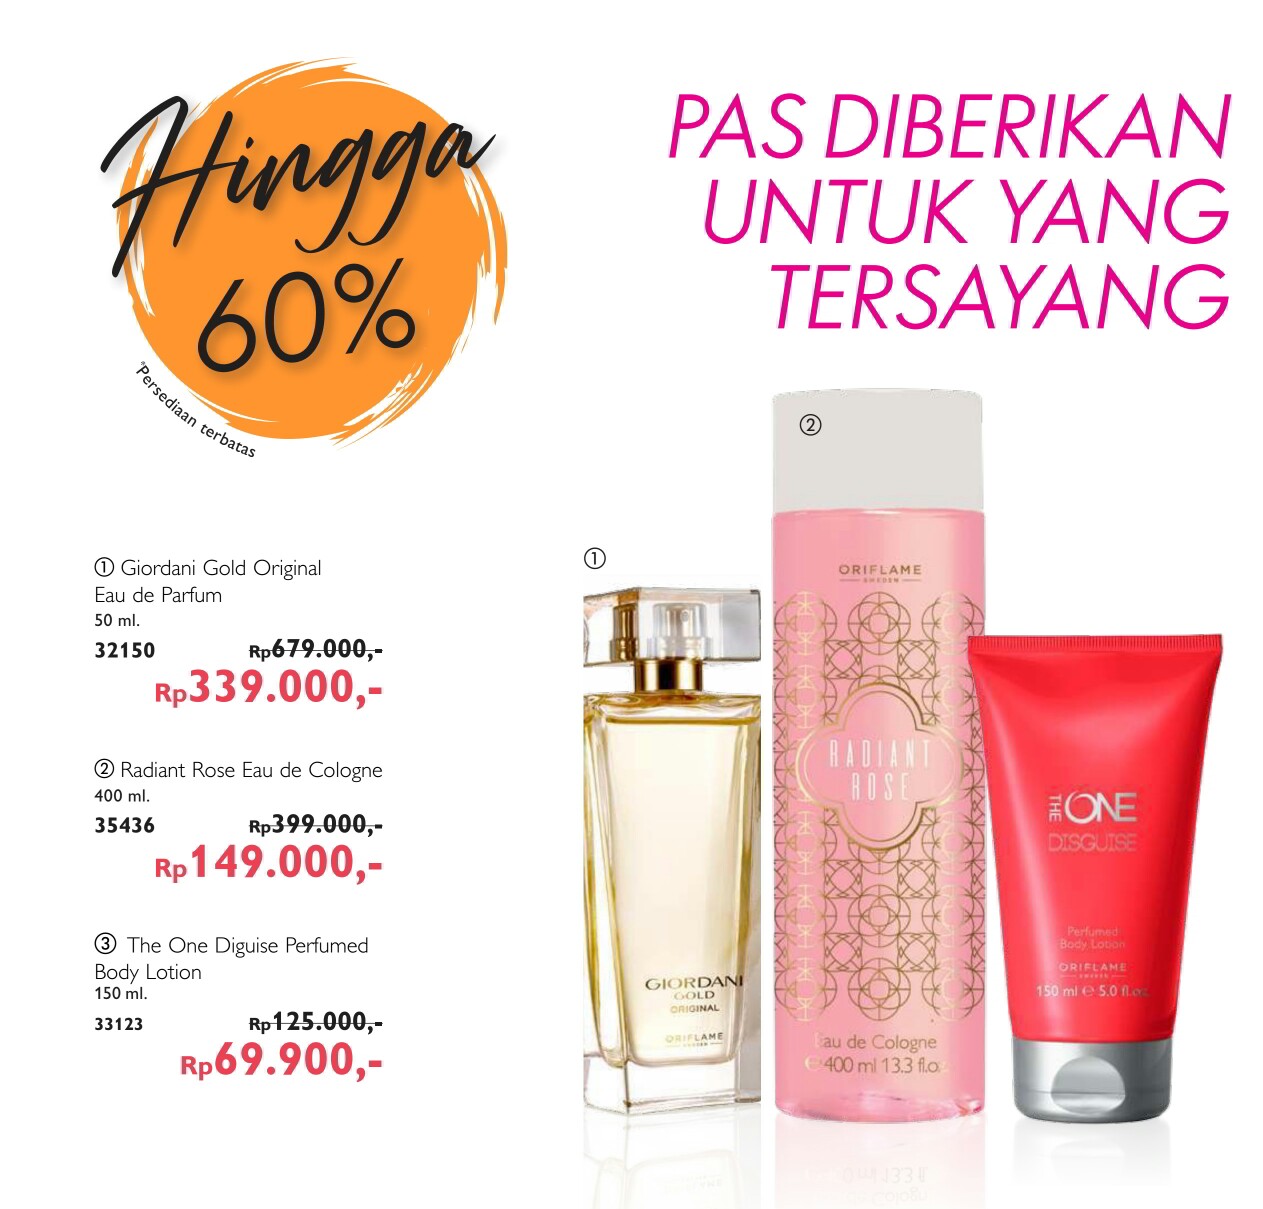 Hingga
60%
*Persediaan terbatas
PAS DIBERIKAN
UNTUK YANG
TERSAYANG
① Giordani Gold Original
Eau de Parfum
50 ml.
32150 Rp679.000,-
Rp339.000,-
② Radiant Rose Eau de Cologne
400 ml.
35436 Rp399.000,-
Rp149.000,-
③ The One Diguise Perfumed
Body Lotion
150 ml.
33123 Rp125.000,-
Rp69.900,-
①
GIORDANI
GOLD
ORIGINAL
ORIFLAME
SWEDEN
②
ORIFLAME
SWEDEN
RADIANT
ROSE
Eau de Cologne
℮ 400 ml 13.3 fl.oz
THE ONE
DISGUISE
Perfumed
Body Lotion
ORIFLAME
SWEDEN
150 ml ℮ 5.0 fl.oz